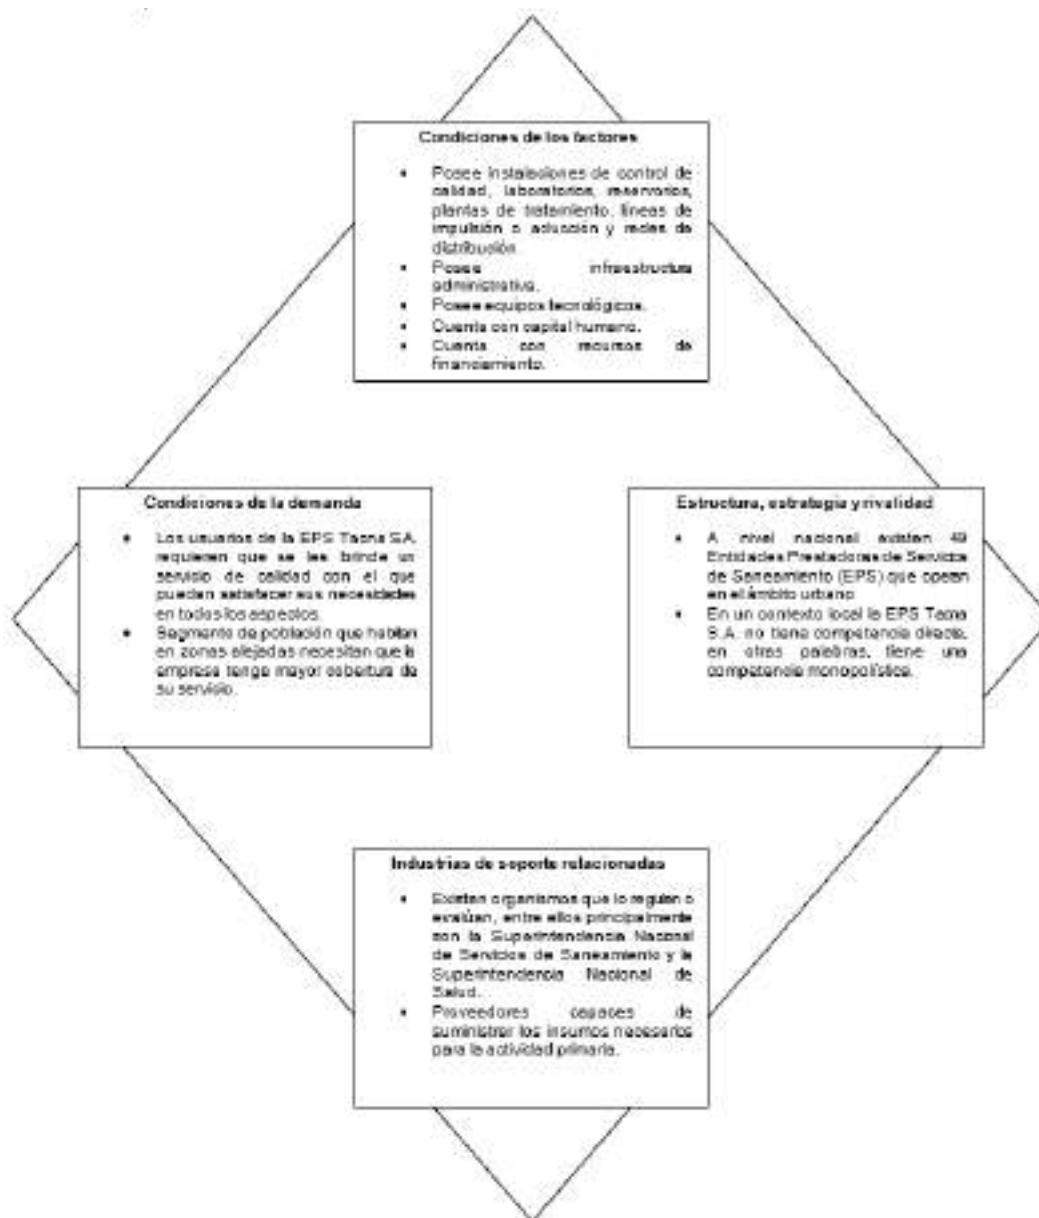 Condiciones de los factores
• Posee instalaciones de control de
calidad, laboratorios, reservorios,
plantas de tratamiento, líneas de
impulsión o aducción y redes de
distribución.
• Posee infraestructura
administrativa.
• Posee equipos tecnológicos.
• Cuenta con capital humano.
• Cuenta con recursos de
financiamiento.
Condiciones de la demanda
• Los usuarios de la EPS Tacna S.A.
requieren que se les brinde un
servicio de calidad con el que
puedan satisfacer sus necesidades
en todos los aspectos.
• Segmento de población que habitan
en zonas alejadas necesitan que la
empresa tenga mayor cobertura de
su servicio.
Estructura, estrategia y rivalidad
• A nivel nacional existen 49
Entidades Prestadoras de Servicios
de Saneamiento (EPS) que operan
en el ámbito urbano
• En un contexto local la EPS Tacna
S.A. no tiene competencia directa,
en otras palabras, tiene una
competencia monopolística.
Industrias de soporte relacionadas
• Existen organismos que lo regulan o
evalúan, entre ellos principalmente
son la Superintendencia Nacional
de Servicios de Saneamiento y la
Superintendencia Nacional de
Salud.
• Proveedores capaces de
suministrar los insumos necesarios
para la actividad primaria.